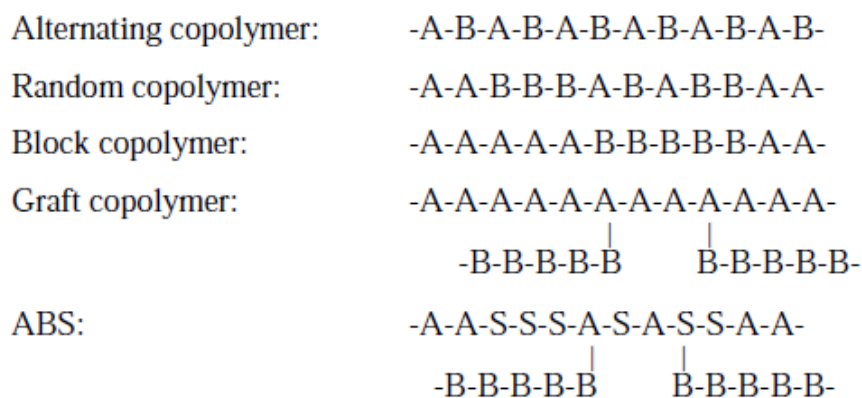 Alternating copolymer: -A-B-A-B-A-B-A-B-A-B-A-B-
Random copolymer: -A-A-B-B-B-A-B-A-B-B-A-A-
Block copolymer: -A-A-A-A-A-B-B-B-B-B-A-A-
Graft copolymer: -A-A-A-A-A-A-A-A-A-A-A-A-
| |
-B-B-B-B-B B-B-B-B-B-
ABS: -A-A-S-S-S-A-S-A-S-S-A-A-
| |
-B-B-B-B-B B-B-B-B-B-